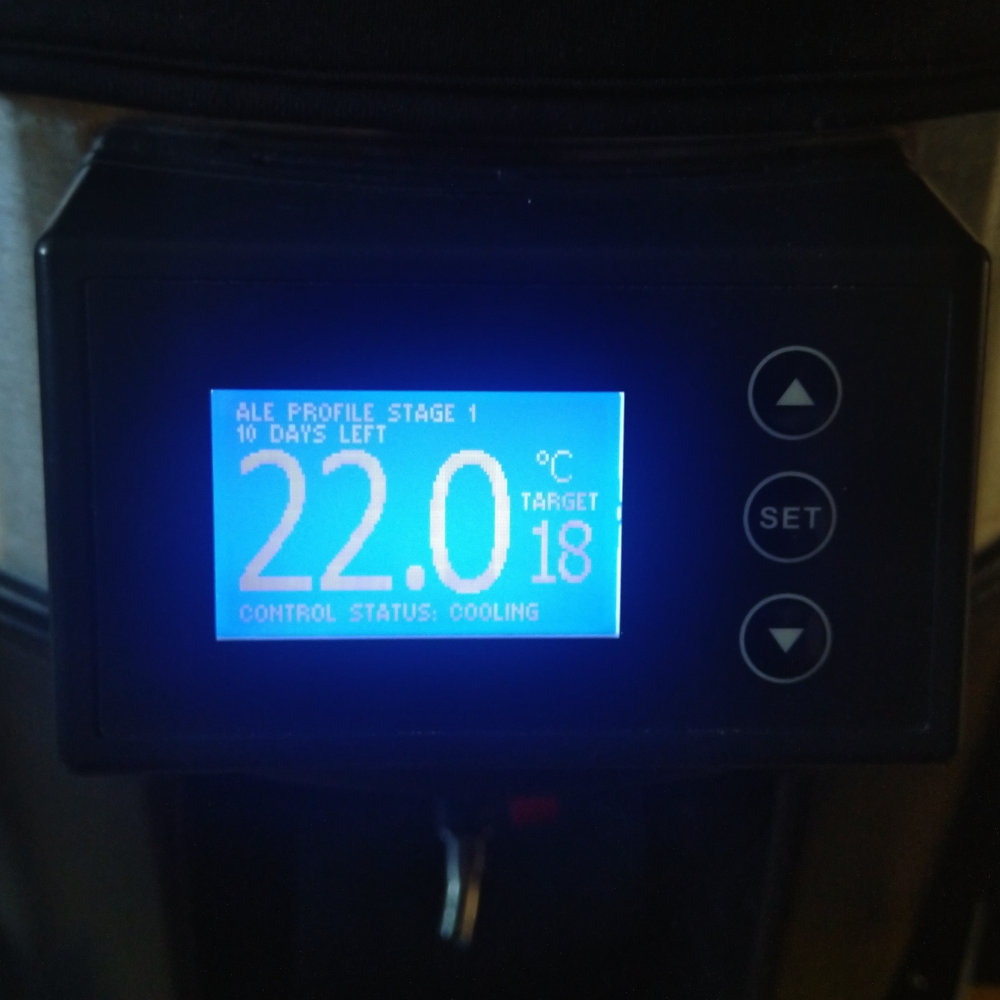 ALE PROFILE STAGE 1
10 DAYS LEFT
22.0
°C
TARGET
18
CONTROL STATUS: COOLING
SET